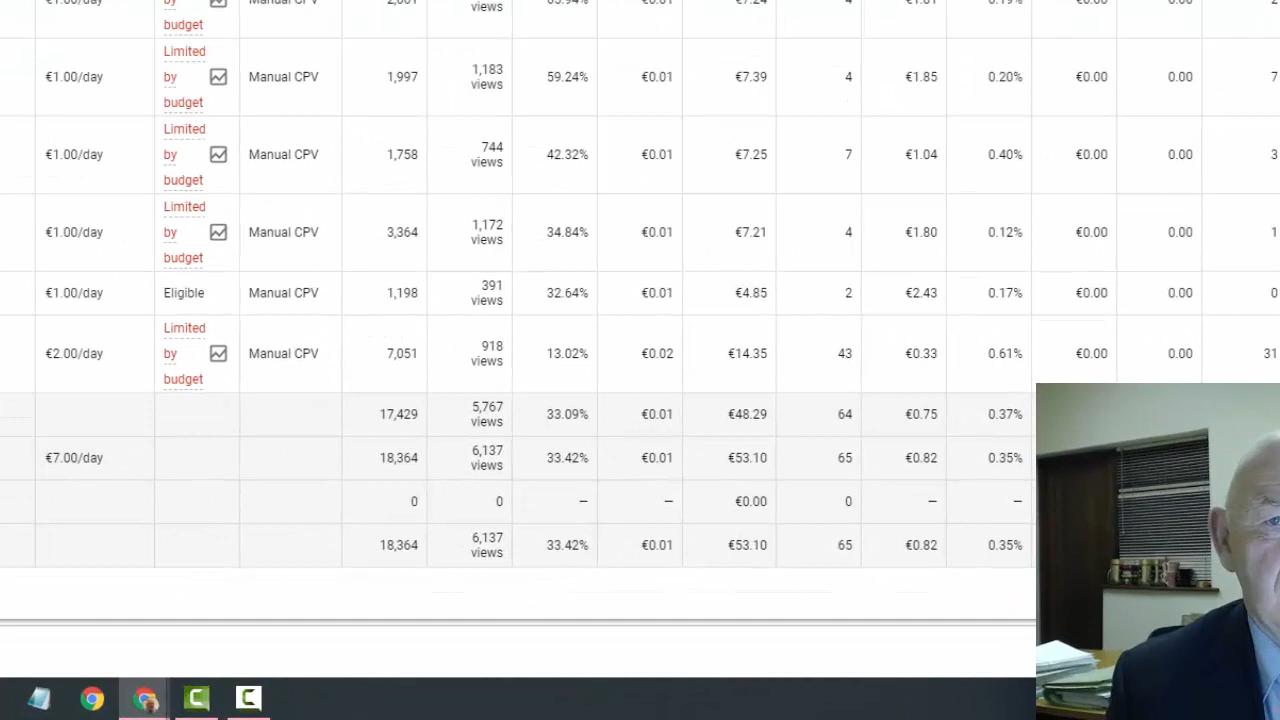 by
views
budget
Limited
€1.00/day by Manual CPV 1,997 1,183 59.24% €0.01 €7.39 4 €1.85 0.20% €0.00 0.00 7
views
budget
Limited
€1.00/day by Manual CPV 1,758 744 42.32% €0.01 €7.25 7 €1.04 0.40% €0.00 0.00 3
views
budget
Limited
€1.00/day by Manual CPV 3,364 1,172 34.84% €0.01 €7.21 4 €1.80 0.12% €0.00 0.00 1
views
budget
€1.00/day Eligible Manual CPV 1,198 391 32.64% €0.01 €4.85 2 €2.43 0.17% €0.00 0.00 0
views
Limited
€2.00/day by Manual CPV 7,051 918 13.02% €0.02 €14.35 43 €0.33 0.61% €0.00 0.00 31
views
budget
17,429 5,767 33.09% €0.01 €48.29 64 €0.75 0.37%
views
€7.00/day 18,364 6,137 33.42% €0.01 €53.10 65 €0.82 0.35%
views
0 0 – – €0.00 0 – –
18,364 6,137 33.42% €0.01 €53.10 65 €0.82 0.35%
views